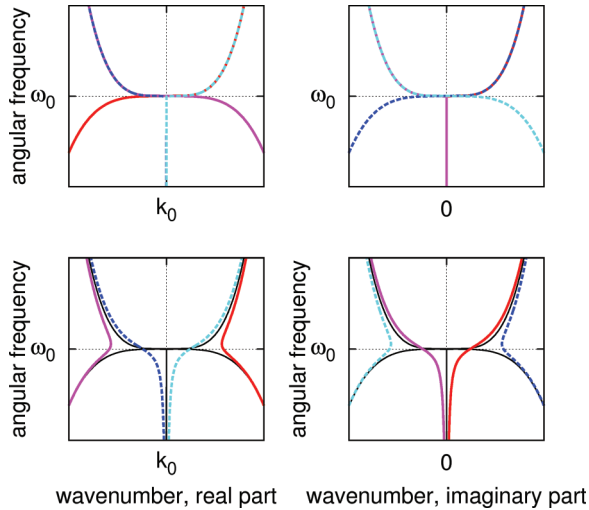 angular frequency
ω₀
k₀
angular frequency
ω₀
0
angular frequency
ω₀
k₀
wavenumber, real part
angular frequency
ω₀
0
wavenumber, imaginary part